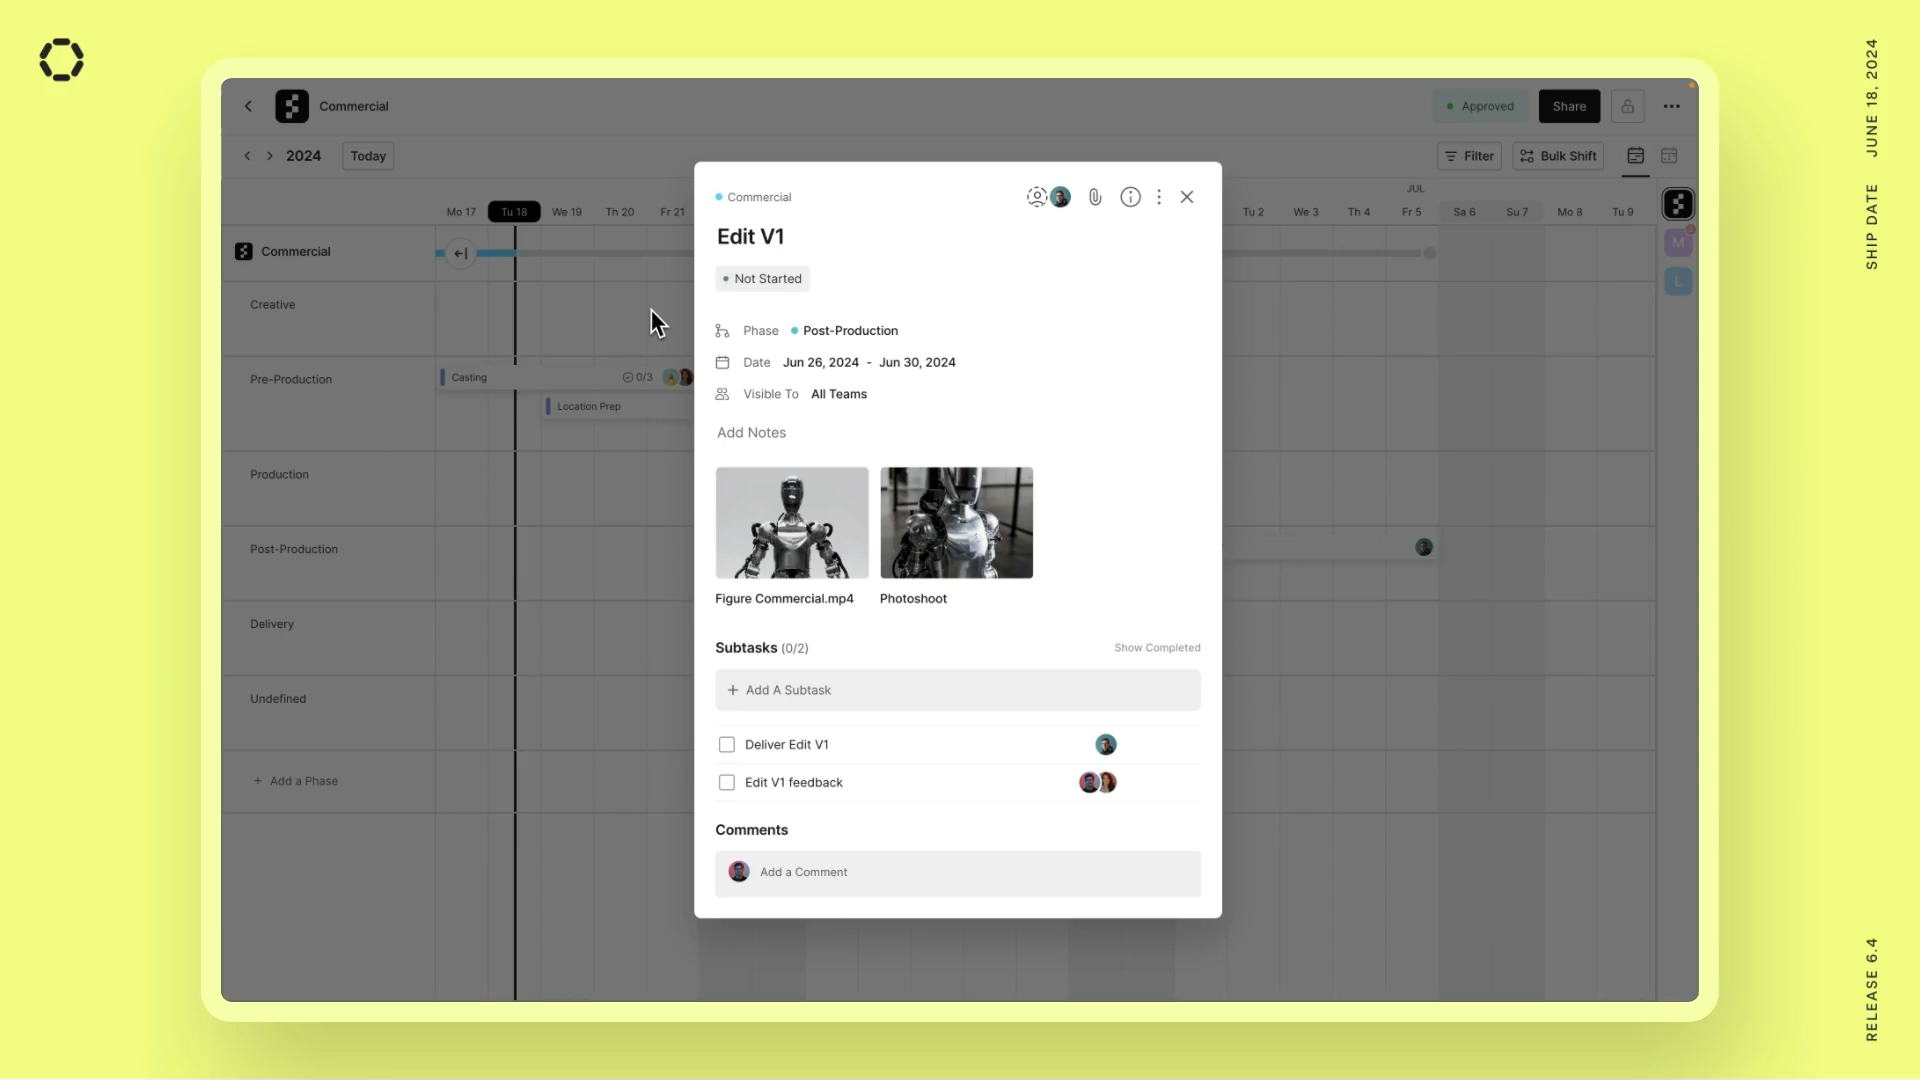 Commercial
Approved
Share
2024
Today
Filter
Bulk Shift
JUL
Mo 17
Tu 18
We 19
Th 20
Fr 21
Tu 2
We 3
Th 4
Fr 5
Sa 6
Su 7
Mo 8
Tu 9
Commercial
M
L
Creative
Pre-Production
Casting
0/3
Location Prep
Production
Post-Production
Delivery
Undefined
+ Add a Phase
Commercial
Edit V1
Not Started
Phase
Post-Production
Date
Jun 26, 2024 - Jun 30, 2024
Visible To
All Teams
Add Notes
Figure Commercial.mp4
Photoshoot
Subtasks (0/2)
Show Completed
+ Add A Subtask
Deliver Edit V1
Edit V1 feedback
Comments
Add a Comment
SHIP DATE JUNE 18, 2024
RELEASE 6.4